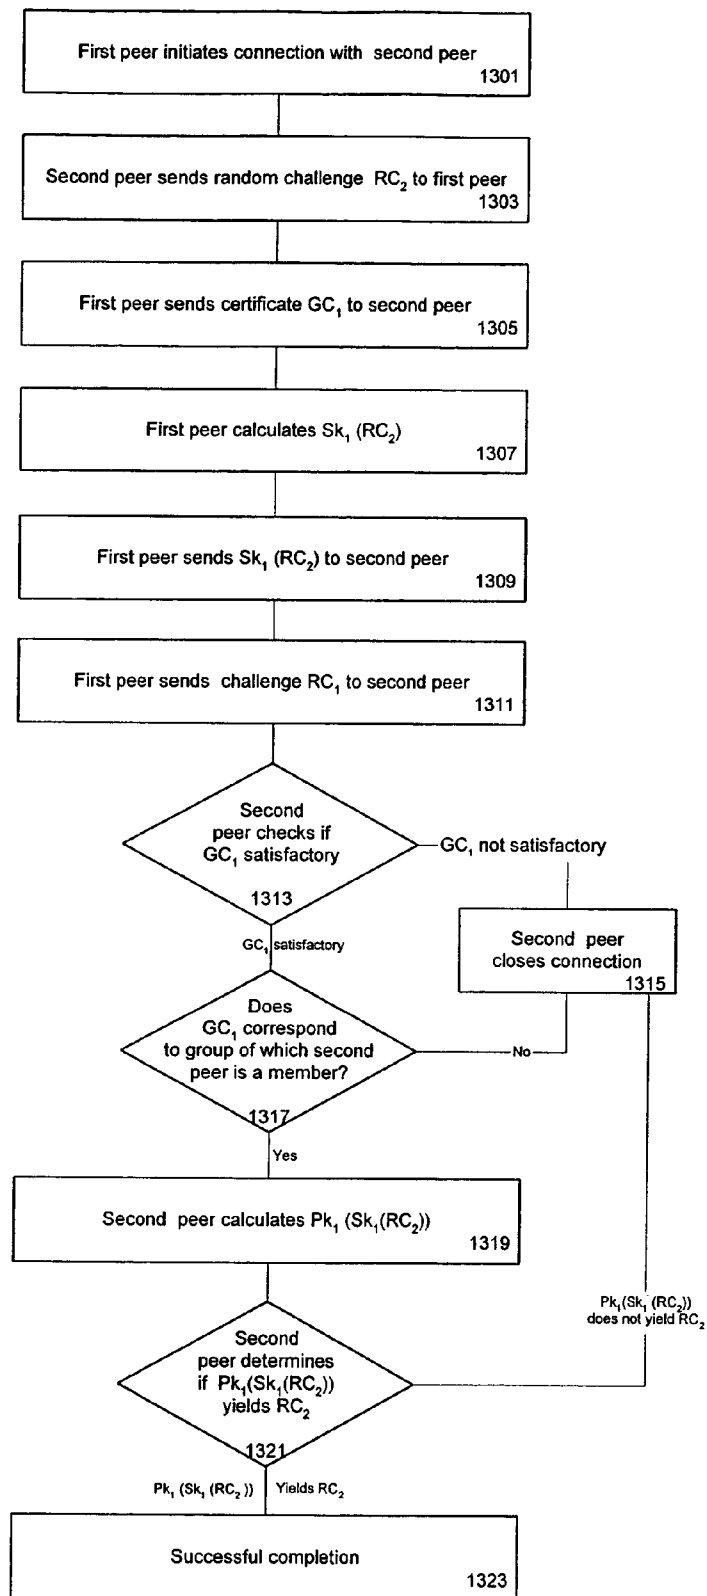 First peer initiates connection with second peer
1301
Second peer sends random challenge RC₂ to first peer
1303
First peer sends certificate GC₁ to second peer
1305
First peer calculates Sk₁ (RC₂)
1307
First peer sends Sk₁ (RC₂) to second peer
1309
First peer sends challenge RC₁ to second peer
1311
Second
peer checks if
GC₁ satisfactory
1313
GC₁ not satisfactory
GC₁ satisfactory
Second peer
closes connection
1315
Does
GC₁ correspond
to group of which second
peer is a member?
1317
No
Yes
Second peer calculates Pk₁ (Sk₁(RC₂))
1319
Pk₁(Sk₁(RC₂))
does not yield RC₂
Second
peer determines
if Pk₁(Sk₁(RC₂))
yields RC₂
1321
Pk₁ (Sk₁ (RC₂)) Yields RC₂
Successful completion
1323